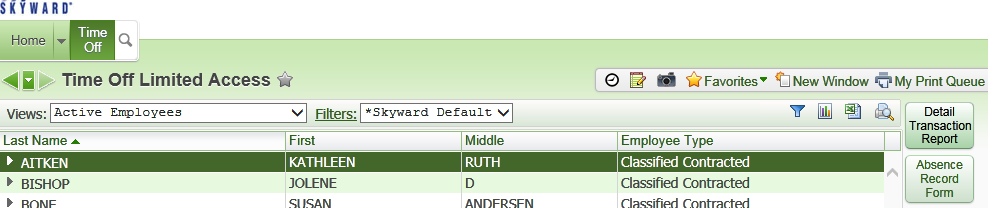 SKYWARD®
Home Time Off
Time Off Limited Access Favorites New Window My Print Queue
Views: Active Employees Filters: *Skyward Default
Detail Transaction Report
Last Name First Middle Employee Type
AITKEN KATHLEEN RUTH Classified Contracted
BISHOP JOLENE D Classified Contracted
BONE SUSAN ANDERSEN Classified Contracted
Absence Record Form